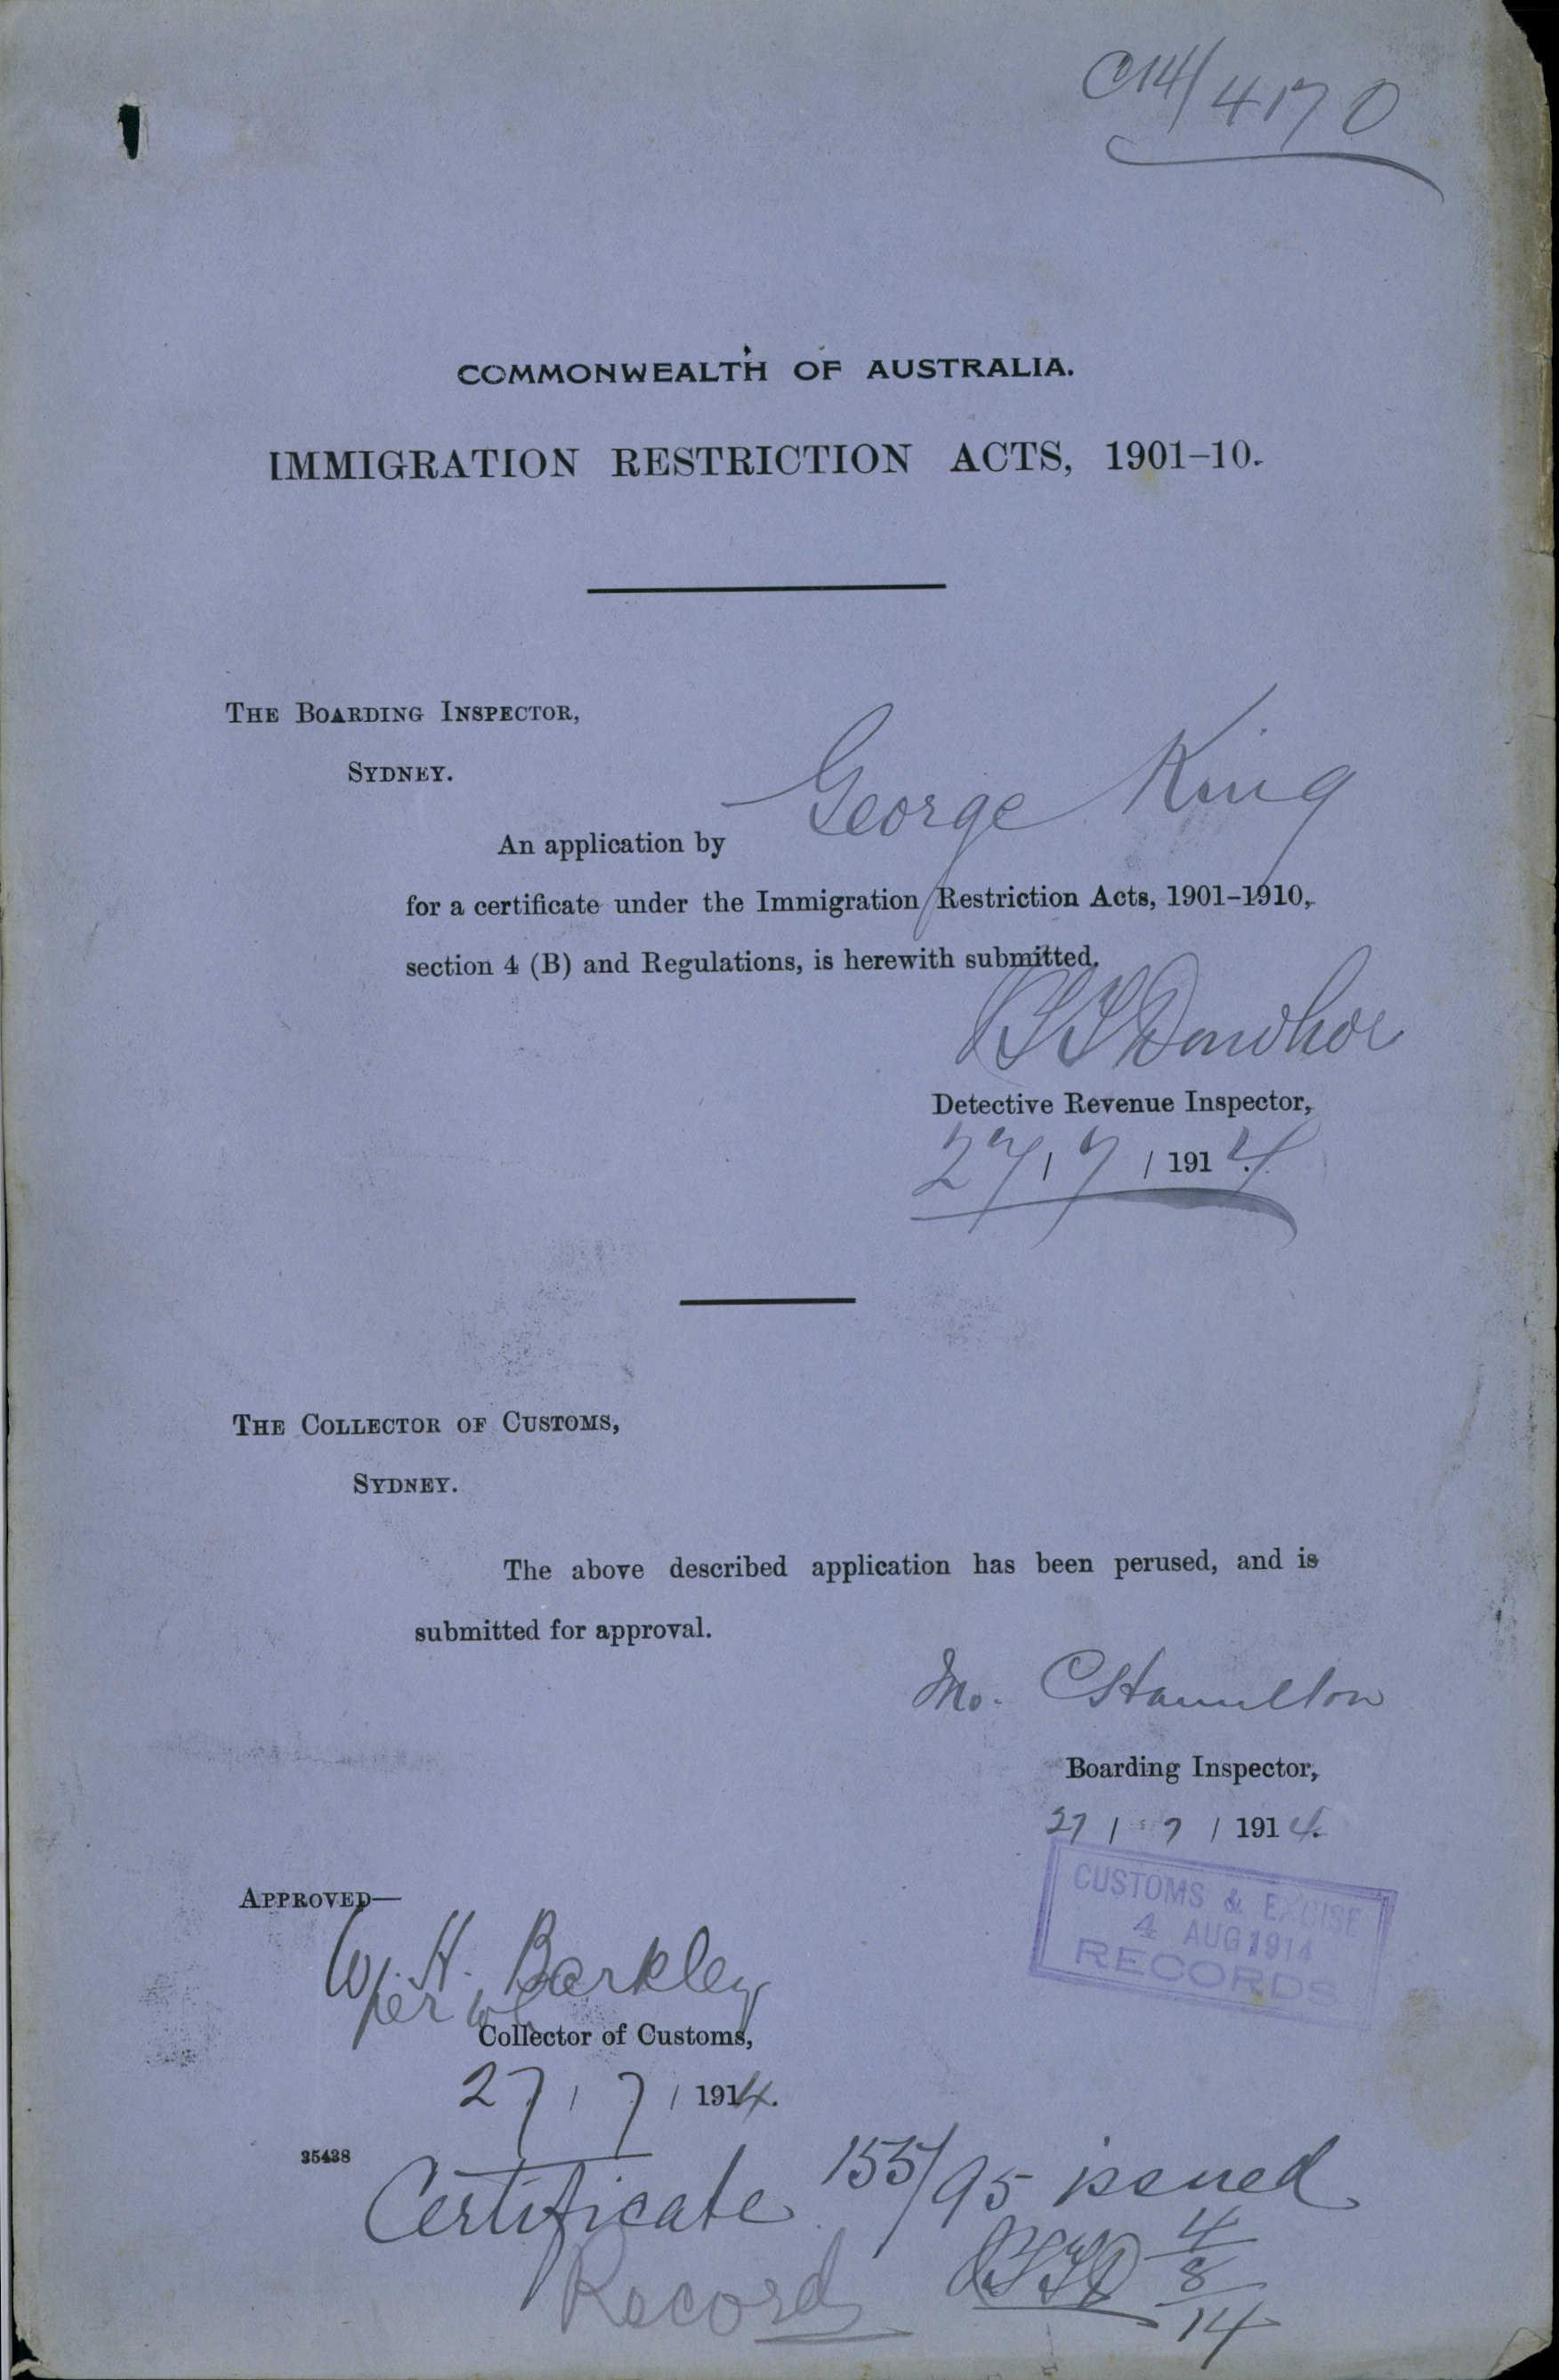 C14/4170
COMMONWEALTH OF AUSTRALIA.
IMMIGRATION RESTRICTION ACTS, 1901-10.
THE BOARDING INSPECTOR,
SYDNEY.
An application by George King
for a certificate under the Immigration Restriction Acts, 1901-1910,
section 4 (B) and Regulations, is herewith submitted.
Donohoe
Detective Revenue Inspector,
27/7/1914.
THE COLLECTOR OF CUSTOMS,
SYDNEY.
The above described application has been perused, and is
submitted for approval.
Jno. C Hamilton
Boarding Inspector,
27/7/1914.
CUSTOMS & EXCISE
4 AUG 1914
RECORDS
APPROVED—
W. H. Barkley
per
Collector of Customs,
27/7/1914.
35438
Certificate 155/95 issued
4/8/14
Record